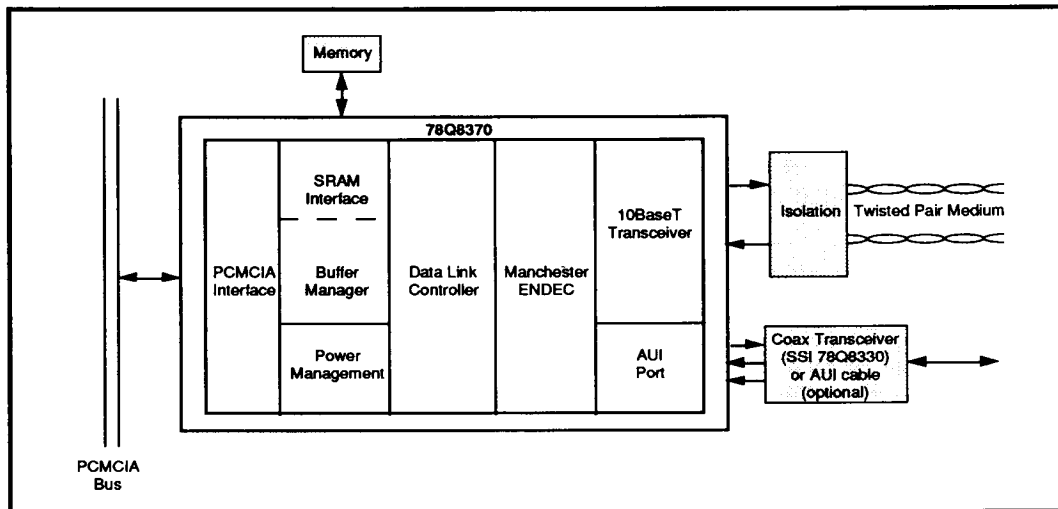 Memory
78Q8370
SRAM
Interface
10BaseT
Transceiver
Isolation
Twisted Pair Medium
PCMCIA
Interface
Buffer
Manager
Data Link
Controller
Manchester
ENDEC
Power
Management
AUI
Port
Coax Transceiver
(SSI 78Q8330)
or AUI cable
(optional)
PCMCIA
Bus